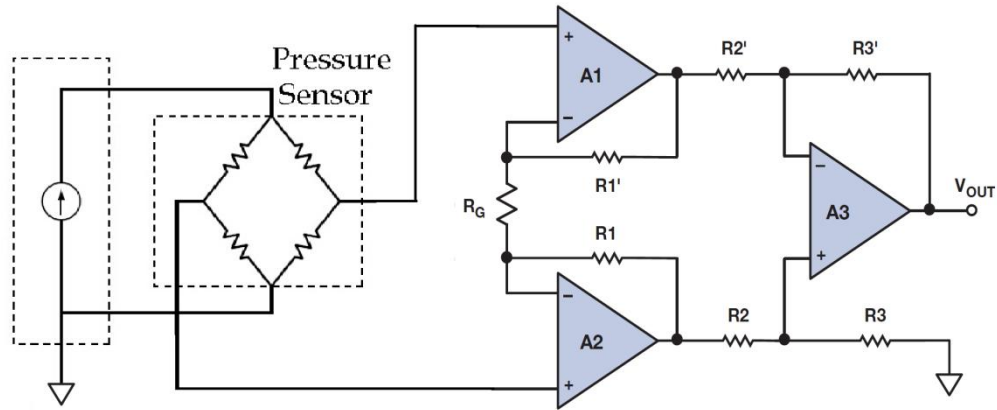 Pressure
Sensor
+
A1
−
R2'
R3'
R1'
RG
−
A3
+
VOUT
R1
−
A2
+
R2
R3